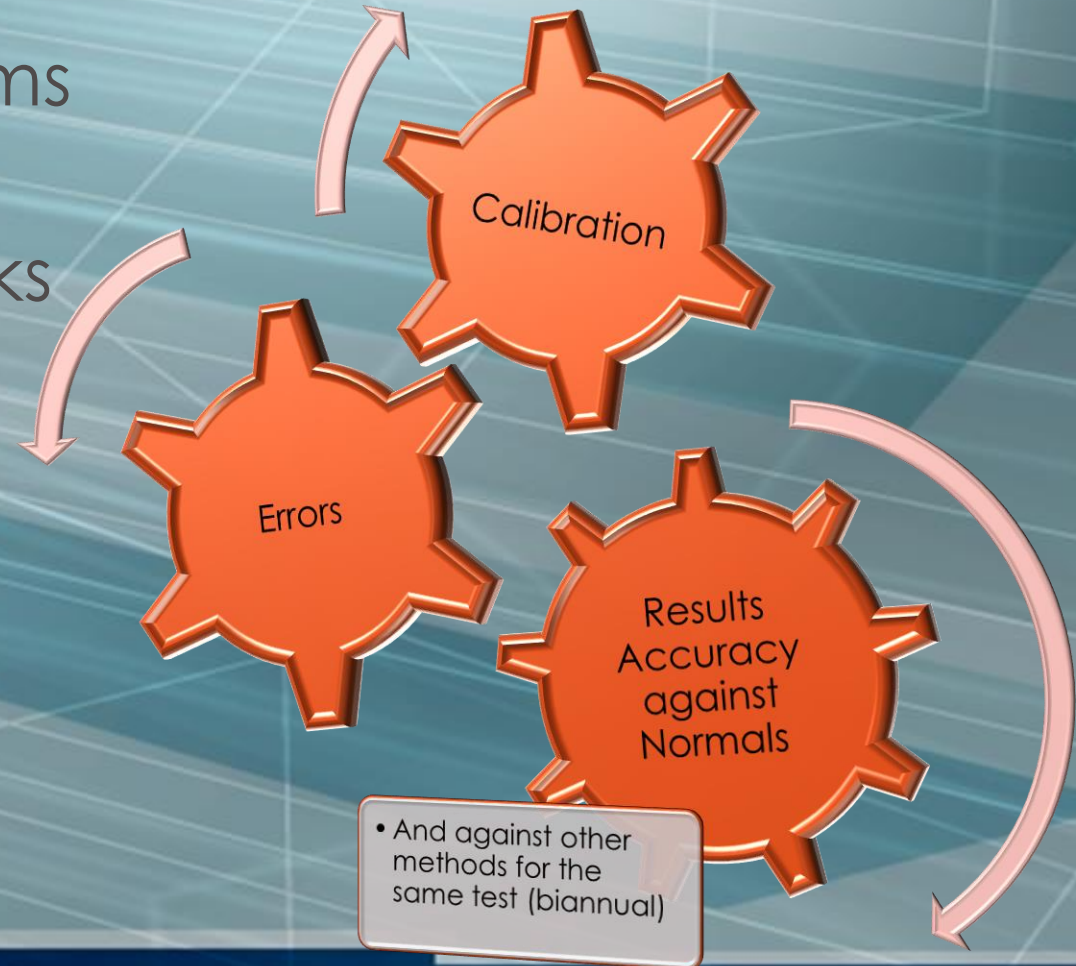 ms
ks
Calibration
Errors
Results
Accuracy
against
Normals
• And against other
methods for the
same test (biannual)